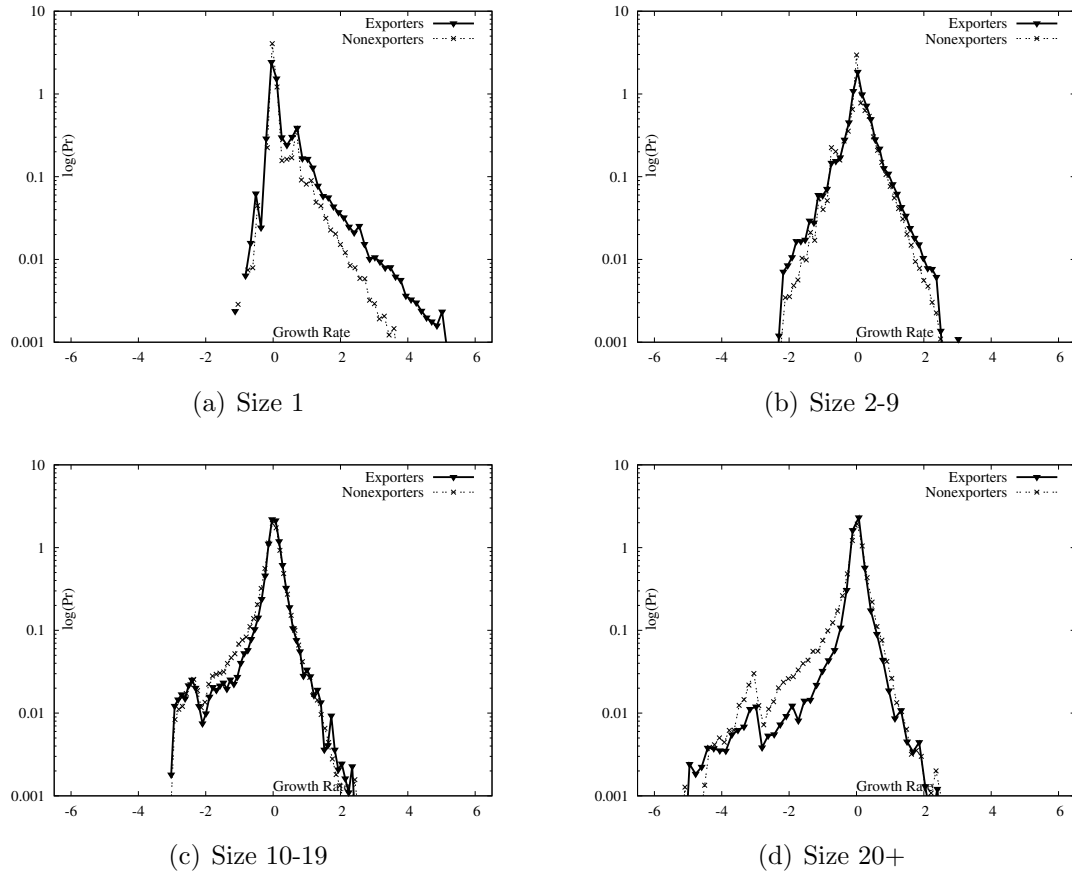 10
1
0.1
0.01
0.001
log(Pr)
Exporters
Nonexporters
Growth Rate
-6 -4 -2 0 2 4 6
(a) Size 1
10
1
0.1
0.01
0.001
log(Pr)
Exporters
Nonexporters
Growth Rate
-6 -4 -2 0 2 4 6
(b) Size 2-9
10
1
0.1
0.01
0.001
log(Pr)
Exporters
Nonexporters
Growth Rate
-6 -4 -2 0 2 4 6
(c) Size 10-19
10
1
0.1
0.01
0.001
log(Pr)
Exporters
Nonexporters
Growth Rate
-6 -4 -2 0 2 4 6
(d) Size 20+